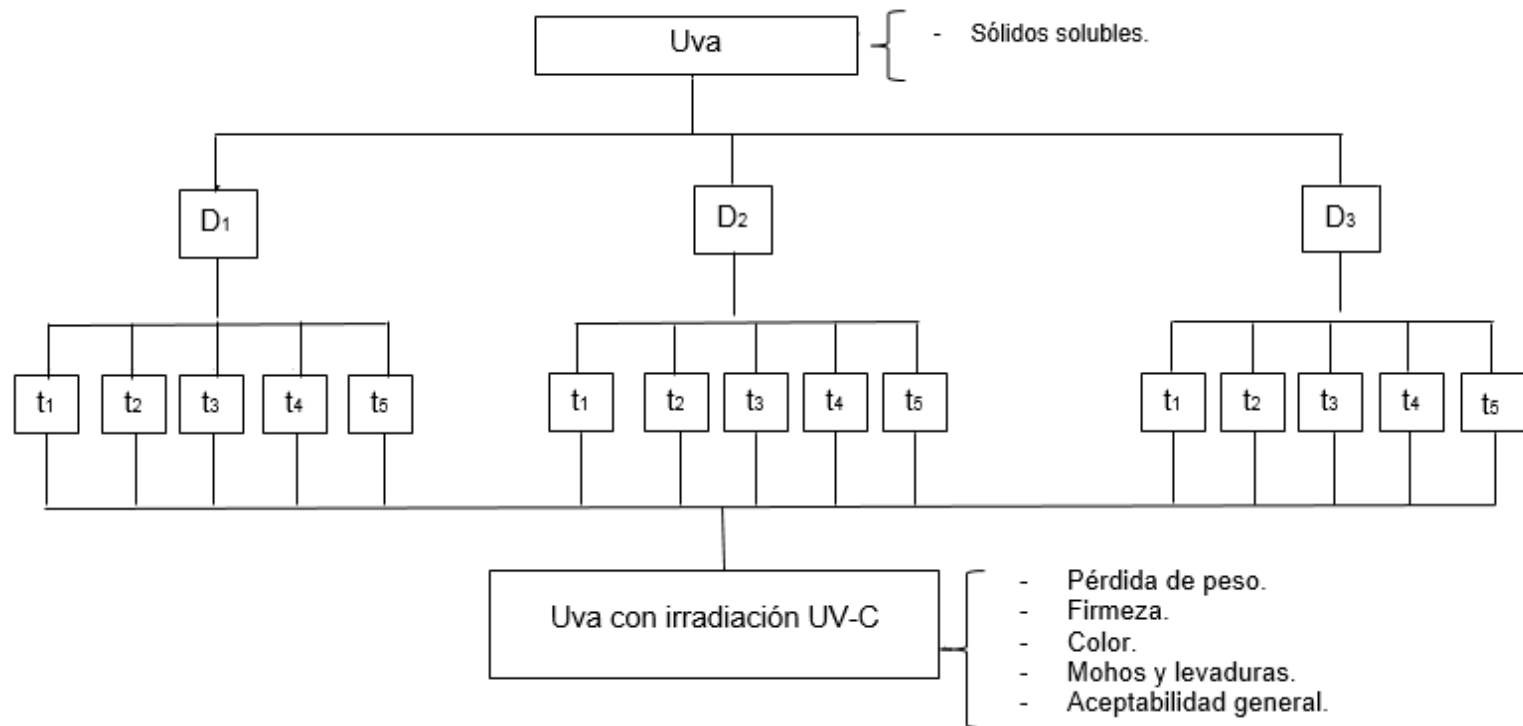 Uva
- Sólidos solubles.
D1 D2 D3
t1 t2 t3 t4 t5 t1 t2 t3 t4 t5 t1 t2 t3 t4 t5
Uva con irradiación UV-C
- Pérdida de peso.
- Firmeza.
- Color.
- Mohos y levaduras.
- Aceptabilidad general.